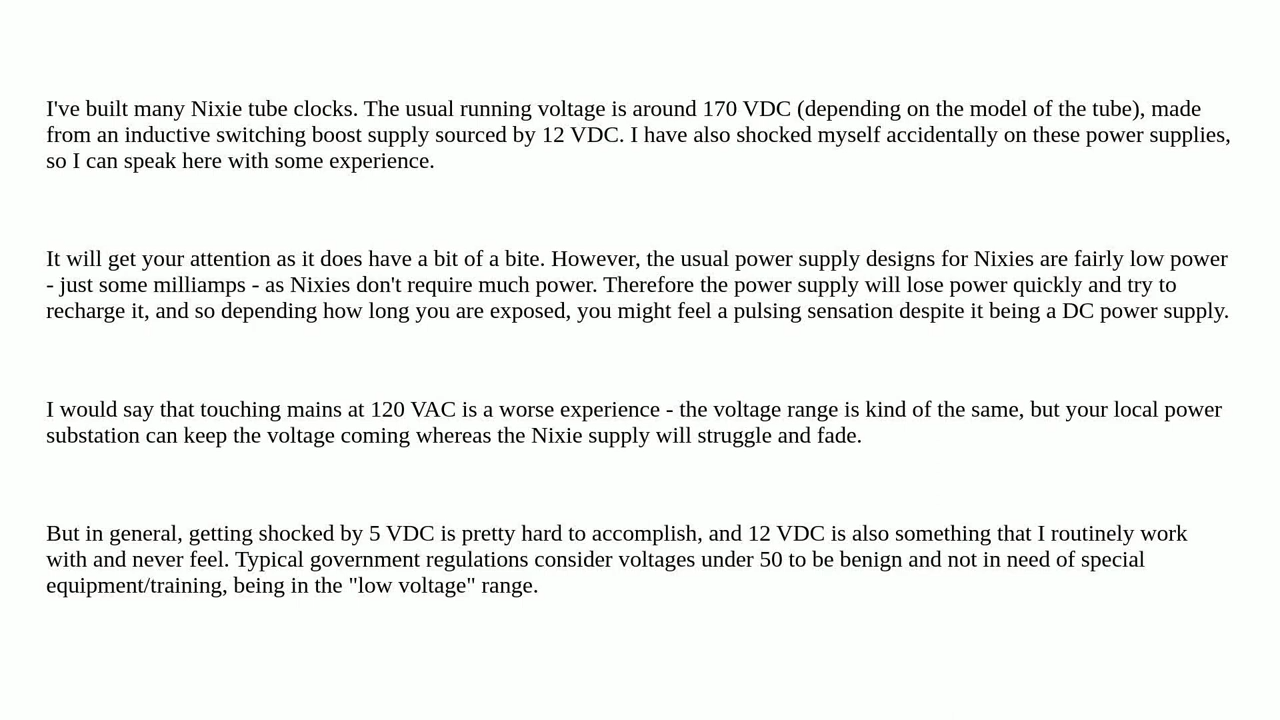 I've built many Nixie tube clocks. The usual running voltage is around 170 VDC (depending on the model of the tube), made
from an inductive switching boost supply sourced by 12 VDC. I have also shocked myself accidentally on these power supplies,
so I can speak here with some experience.
It will get your attention as it does have a bit of a bite. However, the usual power supply designs for Nixies are fairly low power
- just some milliamps - as Nixies don't require much power. Therefore the power supply will lose power quickly and try to
recharge it, and so depending how long you are exposed, you might feel a pulsing sensation despite it being a DC power supply.
I would say that touching mains at 120 VAC is a worse experience - the voltage range is kind of the same, but your local power
substation can keep the voltage coming whereas the Nixie supply will struggle and fade.
But in general, getting shocked by 5 VDC is pretty hard to accomplish, and 12 VDC is also something that I routinely work
with and never feel. Typical government regulations consider voltages under 50 to be benign and not in need of special
equipment/training, being in the "low voltage" range.